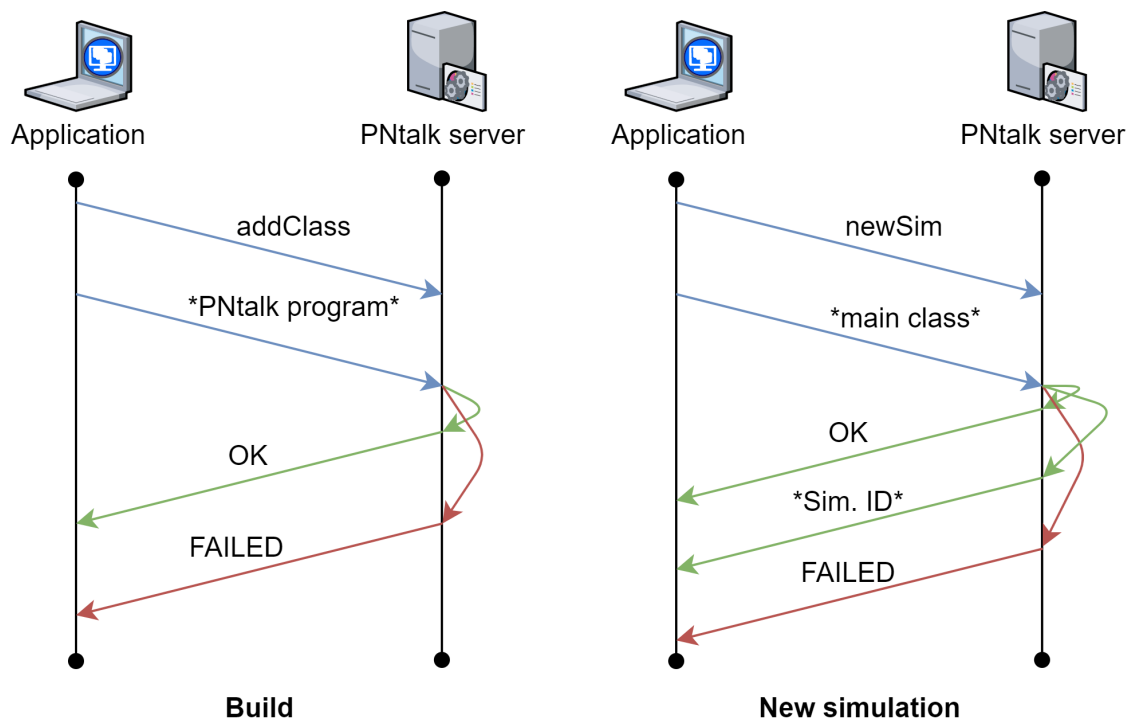 Application
PNtalk server
addClass
*PNtalk program*
OK
FAILED
Build
Application
PNtalk server
newSim
*main class*
OK
*Sim. ID*
FAILED
New simulation